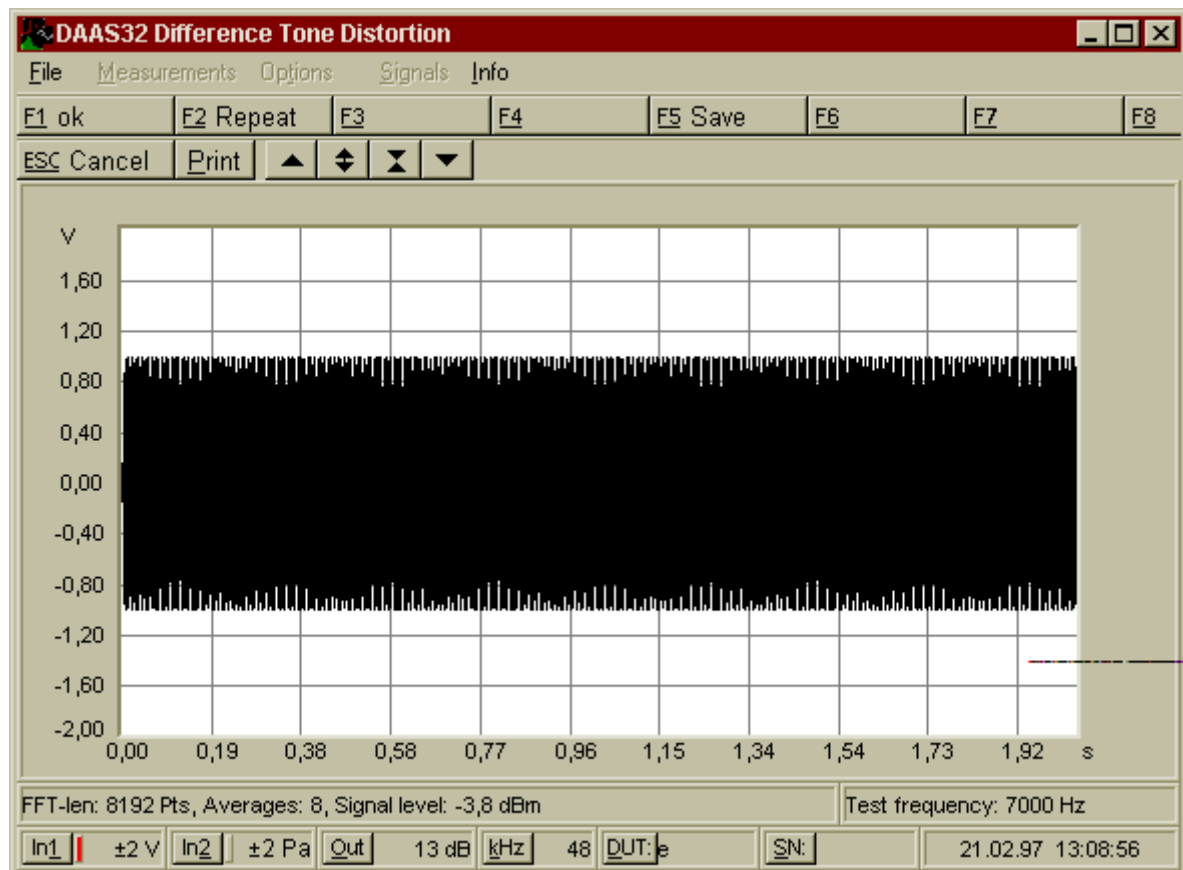 DAAS32 Difference Tone Distortion
File Measurements Options Signals Info
F1 ok F2 Repeat F3 F4 F5 Save F6 F7 F8
ESC Cancel Print
V
1,60
1,20
0,80
0,40
0,00
-0,40
-0,80
-1,20
-1,60
-2,00
0,00 0,19 0,38 0,58 0,77 0,96 1,15 1,34 1,54 1,73 1,92 s
FFT-len: 8192 Pts, Averages: 8, Signal level: -3,8 dBm Test frequency: 7000 Hz
In1 ±2 V In2 ±2 Pa Out 13 dB kHz 48 DUT: e SN: 21.02.97 13:08:56